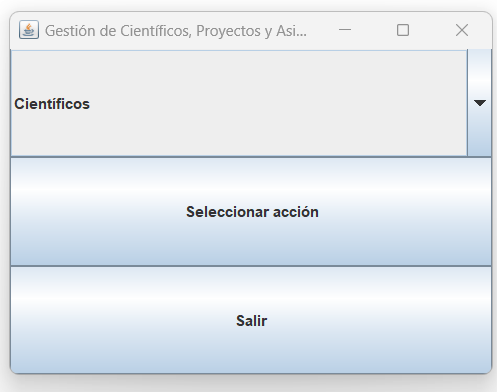 Gestión de Científicos, Proyectos y Asi...
Científicos
Seleccionar acción
Salir